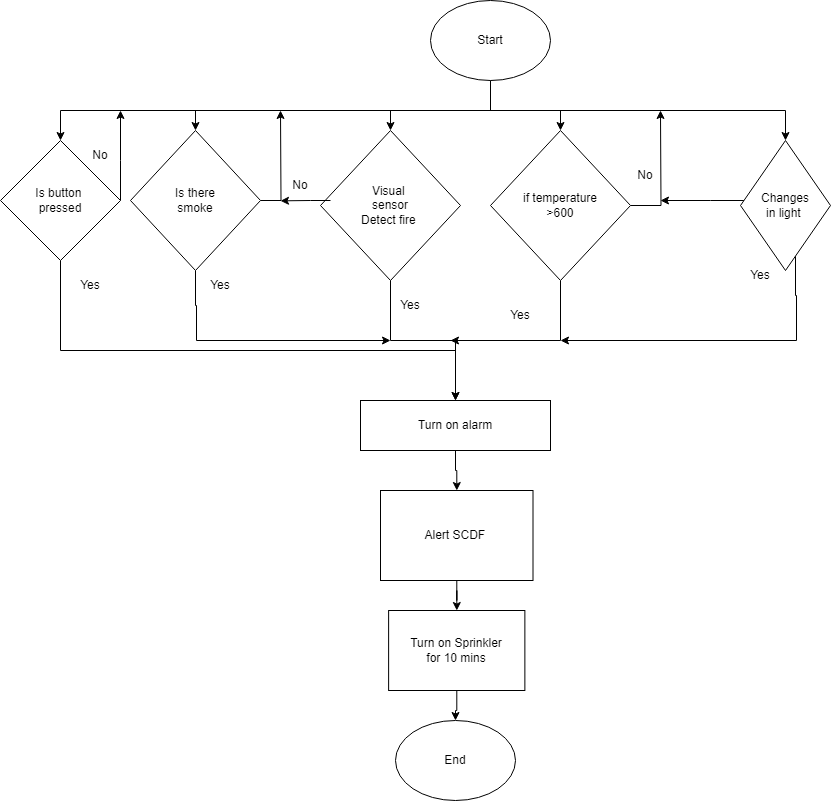 Start
No
No
No
Is button
pressed
Is there
smoke
Visual
sensor
Detect fire
if temperature
>600
Changes
in light
Yes
Yes
Yes
Yes
Yes
Turn on alarm
Alert SCDF
Turn on Sprinkler
for 10 mins
End